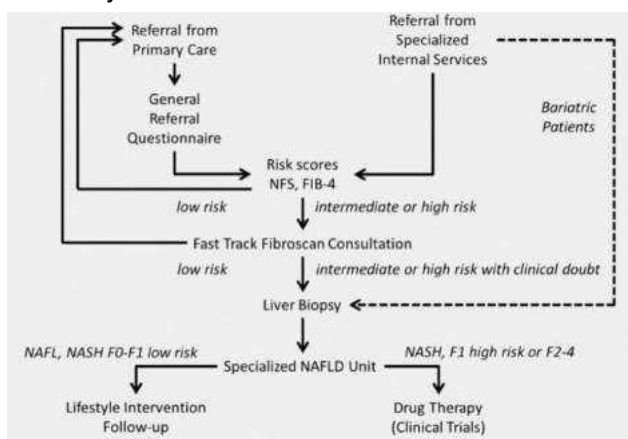 Referral from
Primary Care
Referral from
Specialized
Internal Services
General
Referral
Questionnaire
Bariatric
Patients
Risk scores
NFS, FIB-4
low risk
intermediate or high risk
Fast Track Fibroscan Consultation
low risk
intermediate or high risk with clinical doubt
Liver Biopsy
NAFL, NASH F0-F1 low risk
NASH, F1 high risk or F2-4
Specialized NAFLD Unit
Lifestyle Intervention
Follow-up
Drug Therapy
(Clinical Trials)